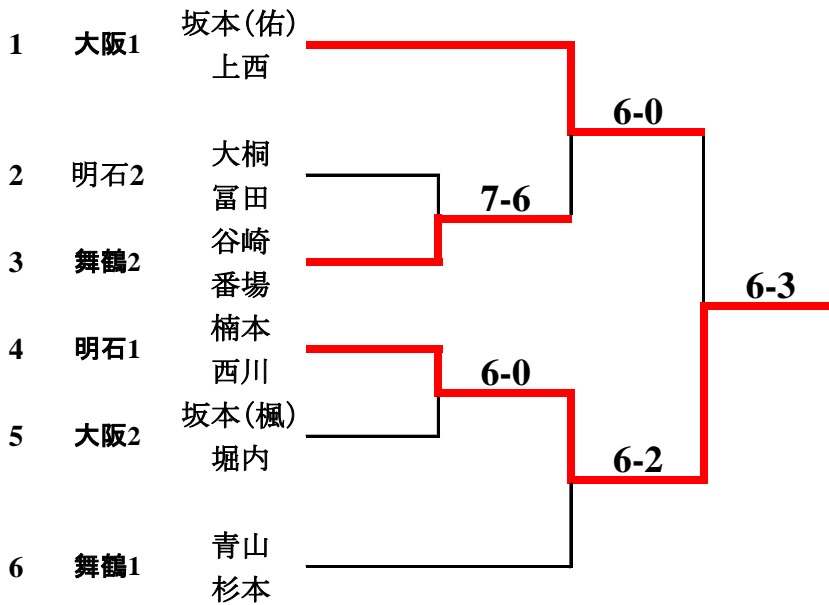 1 大阪1 坂本(佑)
上西
6-0
2 明石2 大桐
冨田
7-6
3 舞鶴2 谷崎
番場
6-3
4 明石1 楠本
西川
6-0
5 大阪2 坂本(楓)
堀内
6-2
6 舞鶴1 青山
杉本